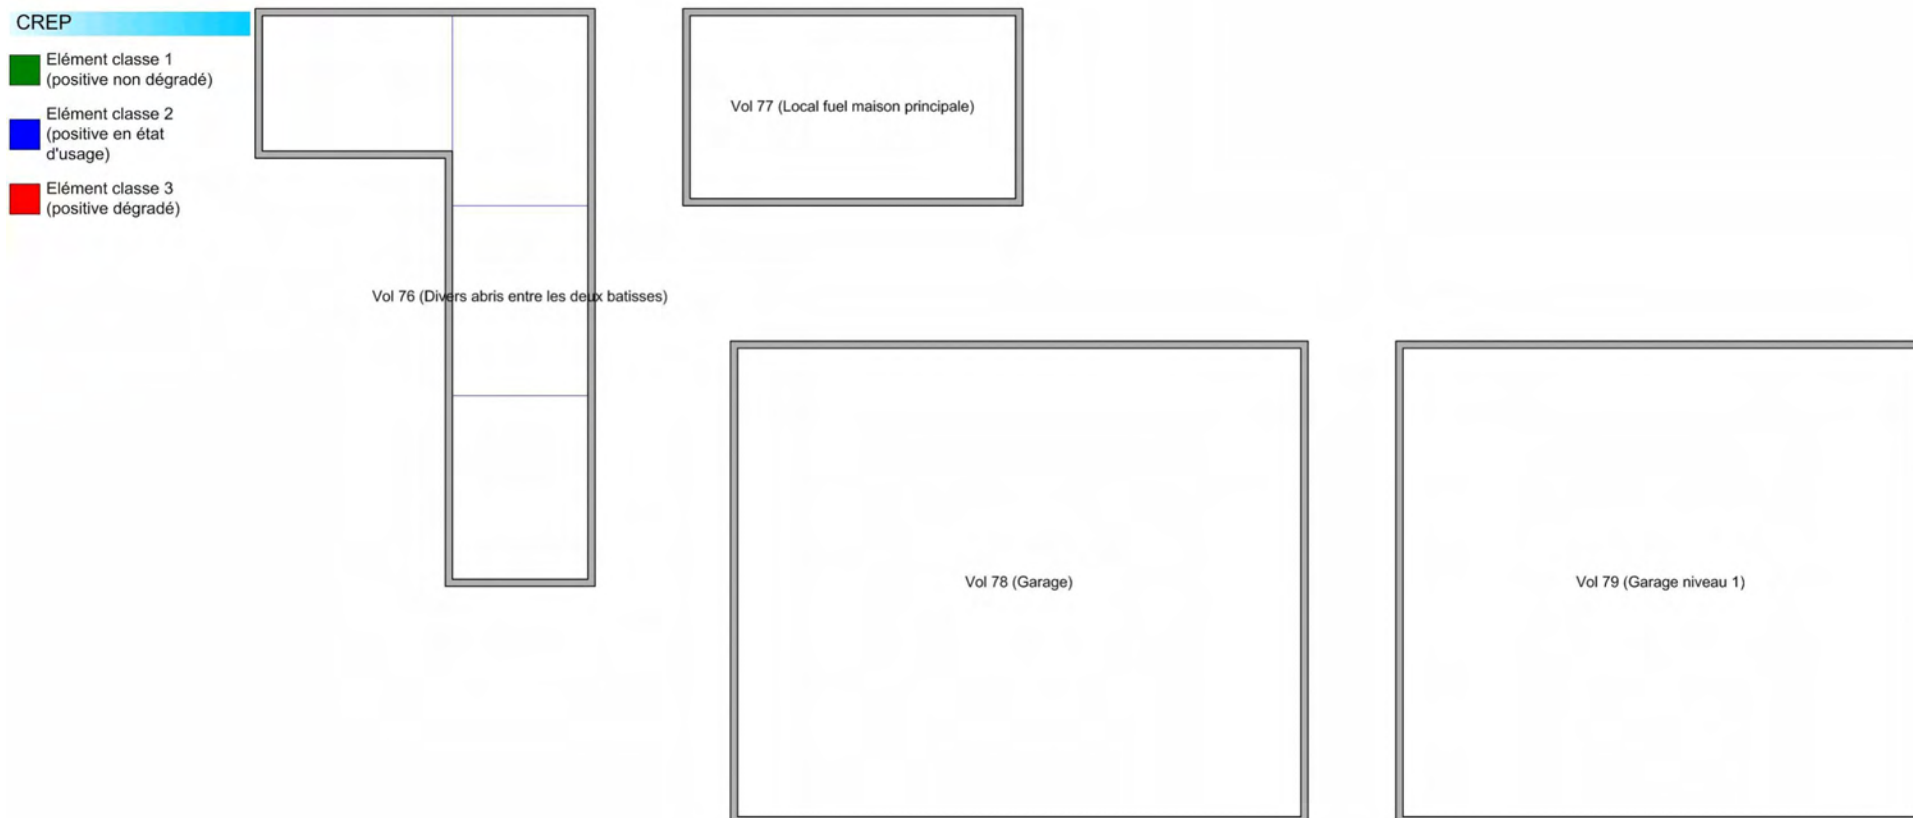 CREP
Elément classe 1
(positive non dégradé)
Elément classe 2
(positive en état
d'usage)
Elément classe 3
(positive dégradé)
Vol 77 (Local fuel maison principale)
Vol 76 (Divers abris entre les deux batisses)
Vol 78 (Garage)
Vol 79 (Garage niveau 1)